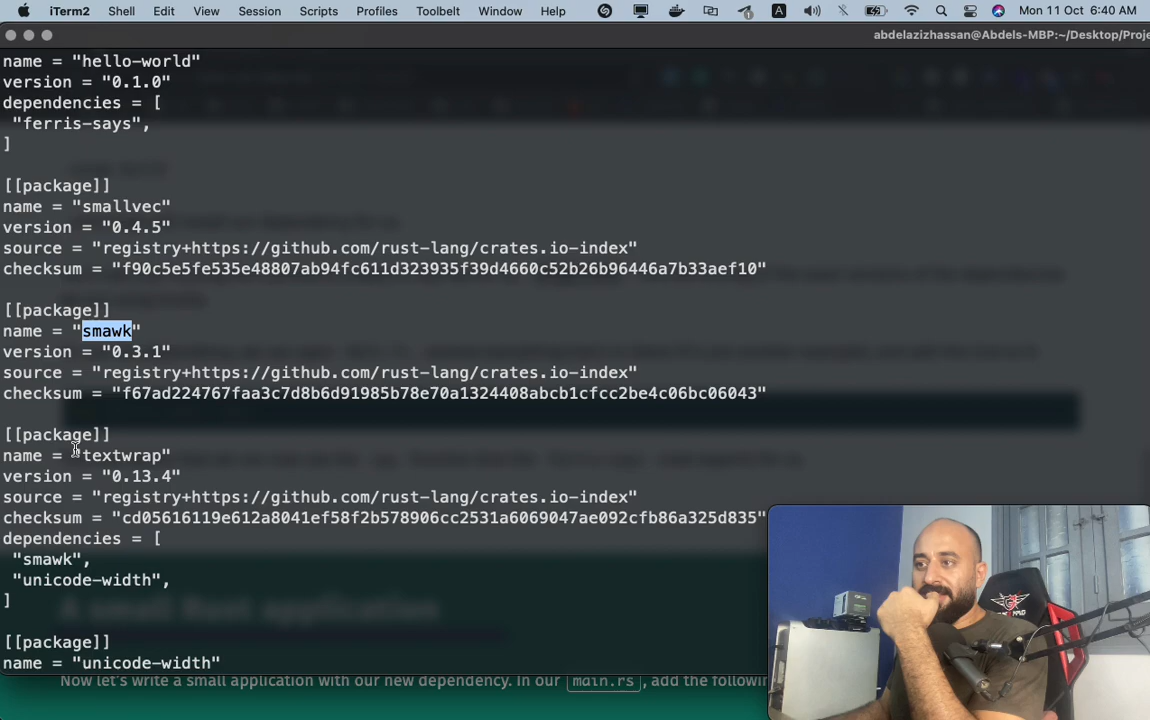 iTerm2 Shell Edit View Session Scripts Profiles Toolbelt Window Help A Mon 11 Oct 6:40 AM
abdelazizhassan@Abdels-MBP:~/Desktop/Proje
name = "hello-world"
version = "0.1.0"
dependencies = [
"ferris-says",
]
[[package]]
name = "smallvec"
version = "0.4.5"
source = "registry+https://github.com/rust-lang/crates.io-index"
checksum = "f90c5e5fe535e48807ab94fc611d323935f39d4660c52b26b96446a7b33aef10"
[[package]]
name = "smawk"
version = "0.3.1"
source = "registry+https://github.com/rust-lang/crates.io-index"
checksum = "f67ad224767faa3c7d8b6d91985b78e70a1324408abcb1cfcc2be4c06bc06043"
[[package]]
name = "textwrap"
version = "0.13.4"
source = "registry+https://github.com/rust-lang/crates.io-index"
checksum = "cd05616119e612a8041ef58f2b578906cc2531a6069047ae092cfb86a325d835"
dependencies = [
"smawk",
"unicode-width",
]
A small Rust application
[[package]]
name = "unicode-width"
Now let's write a small application with our new dependency. In our main.rs, add the followin